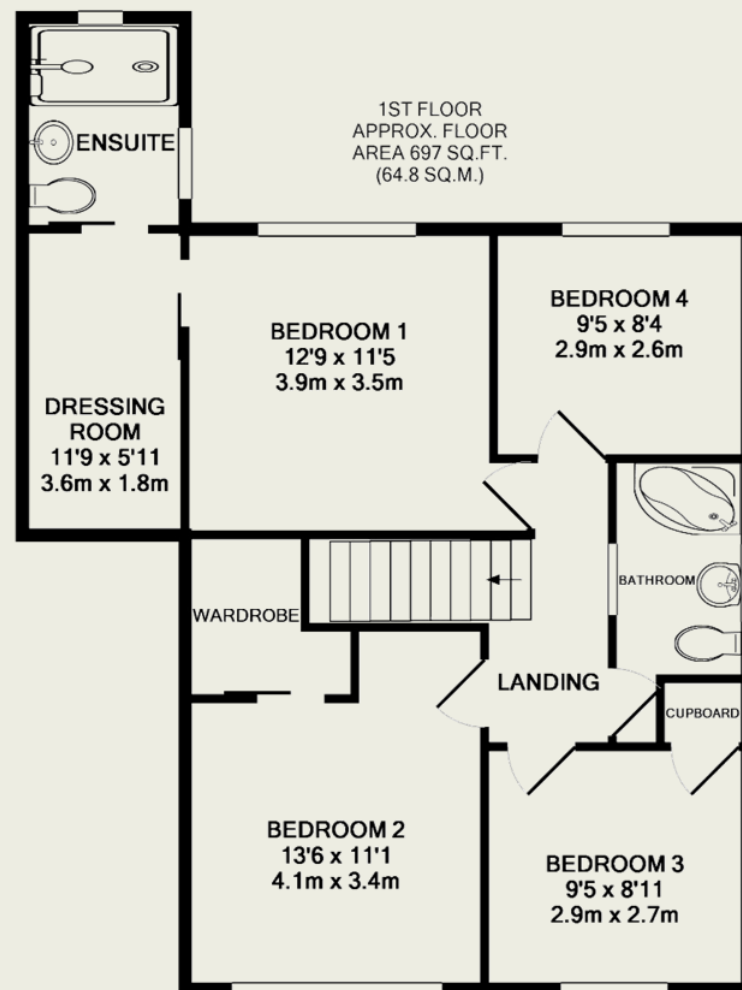 1ST FLOOR
APPROX. FLOOR
AREA 697 SQ.FT.
(64.8 SQ.M.)
ENSUITE
BEDROOM 4
9'5 x 8'4
2.9m x 2.6m
BEDROOM 1
12'9 x 11'5
3.9m x 3.5m
DRESSING
ROOM
11'9 x 5'11
3.6m x 1.8m
BATHROOM
WARDROBE
LANDING
CUPBOARD
BEDROOM 2
13'6 x 11'1
4.1m x 3.4m
BEDROOM 3
9'5 x 8'11
2.9m x 2.7m